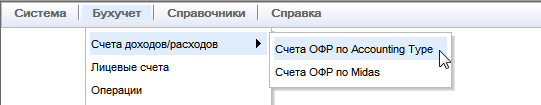 Система Бухучет Справочники Справка
Счета доходов/расходов
Счета ОФР по Accounting Type
Лицевые счета
Счета ОФР по Midas
Операции